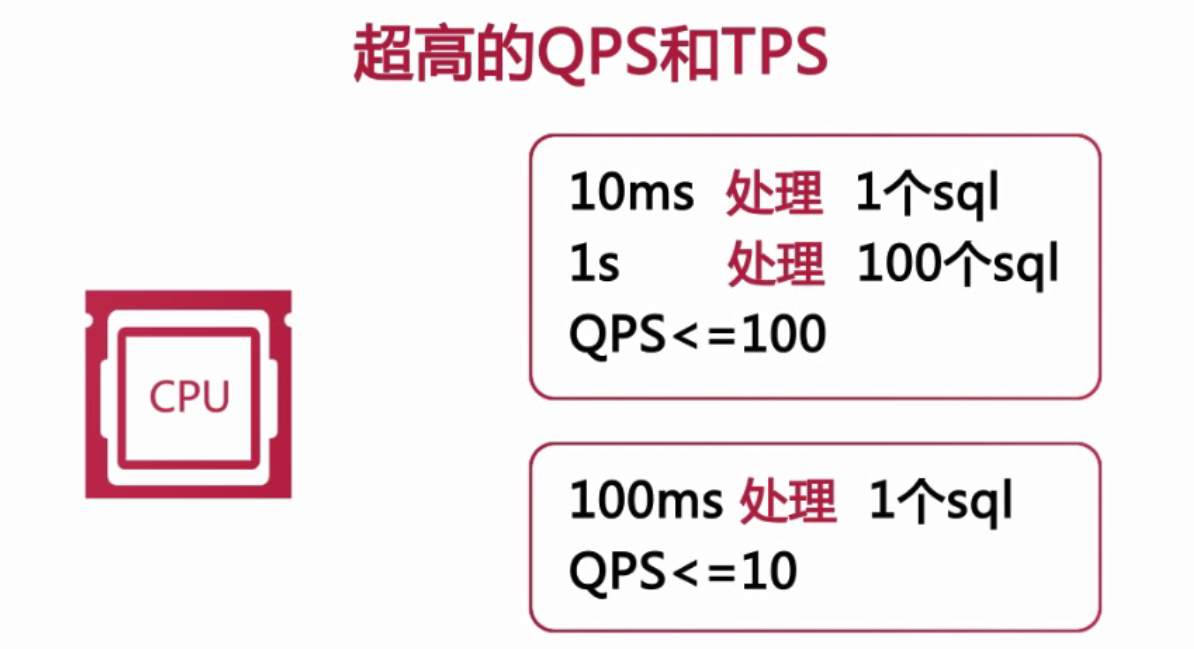 超高的QPS和TPS
CPU
10ms 处理 1个sql
1s 处理 100个sql
QPS<=100
100ms 处理 1个sql
QPS<=10